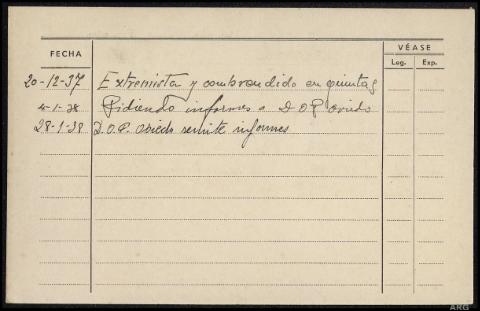 VÉASE
FECHA
Leg. Exp.
20-12-37 Extremista y comprendido en quintas
4-1-38 Pidiendo informes a D.O.P. Oviedo
28-1-38 D.O.P. Oviedo remite informes
ARG